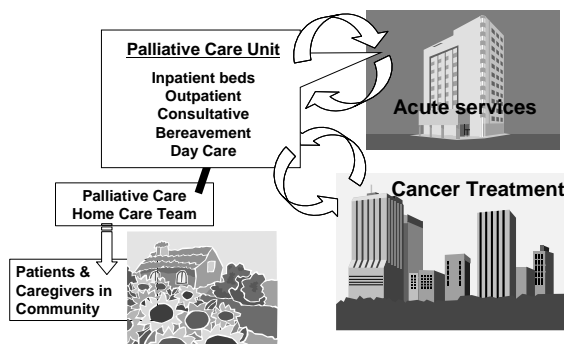 Palliative Care Unit
Inpatient beds
Outpatient
Consultative
Bereavement
Day Care
Acute services
Cancer Treatment
Palliative Care
Home Care Team
Patients &
Caregivers in
Community